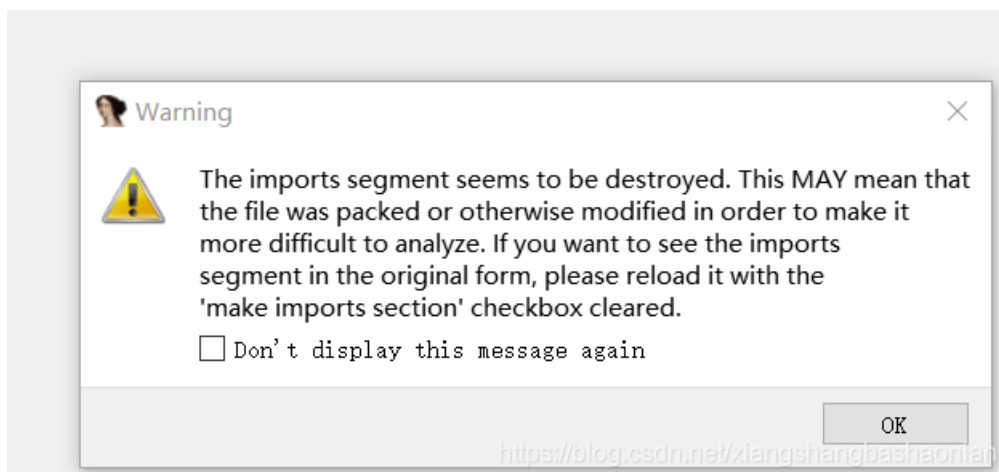 Warning
The imports segment seems to be destroyed. This MAY mean that
the file was packed or otherwise modified in order to make it
more difficult to analyze. If you want to see the imports
segment in the original form, please reload it with the
'make imports section' checkbox cleared.
Don't display this message again
OK
https://blog.csdn.net/xiangshangbashaonian